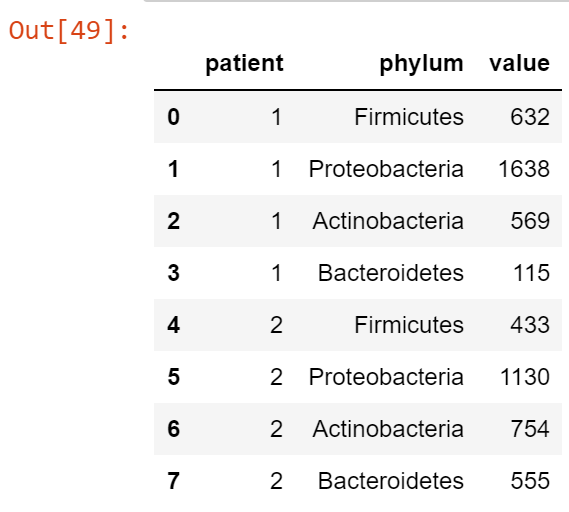 Out[49]:
patient phylum value
0 1 Firmicutes 632
1 1 Proteobacteria 1638
2 1 Actinobacteria 569
3 1 Bacteroidetes 115
4 2 Firmicutes 433
5 2 Proteobacteria 1130
6 2 Actinobacteria 754
7 2 Bacteroidetes 555